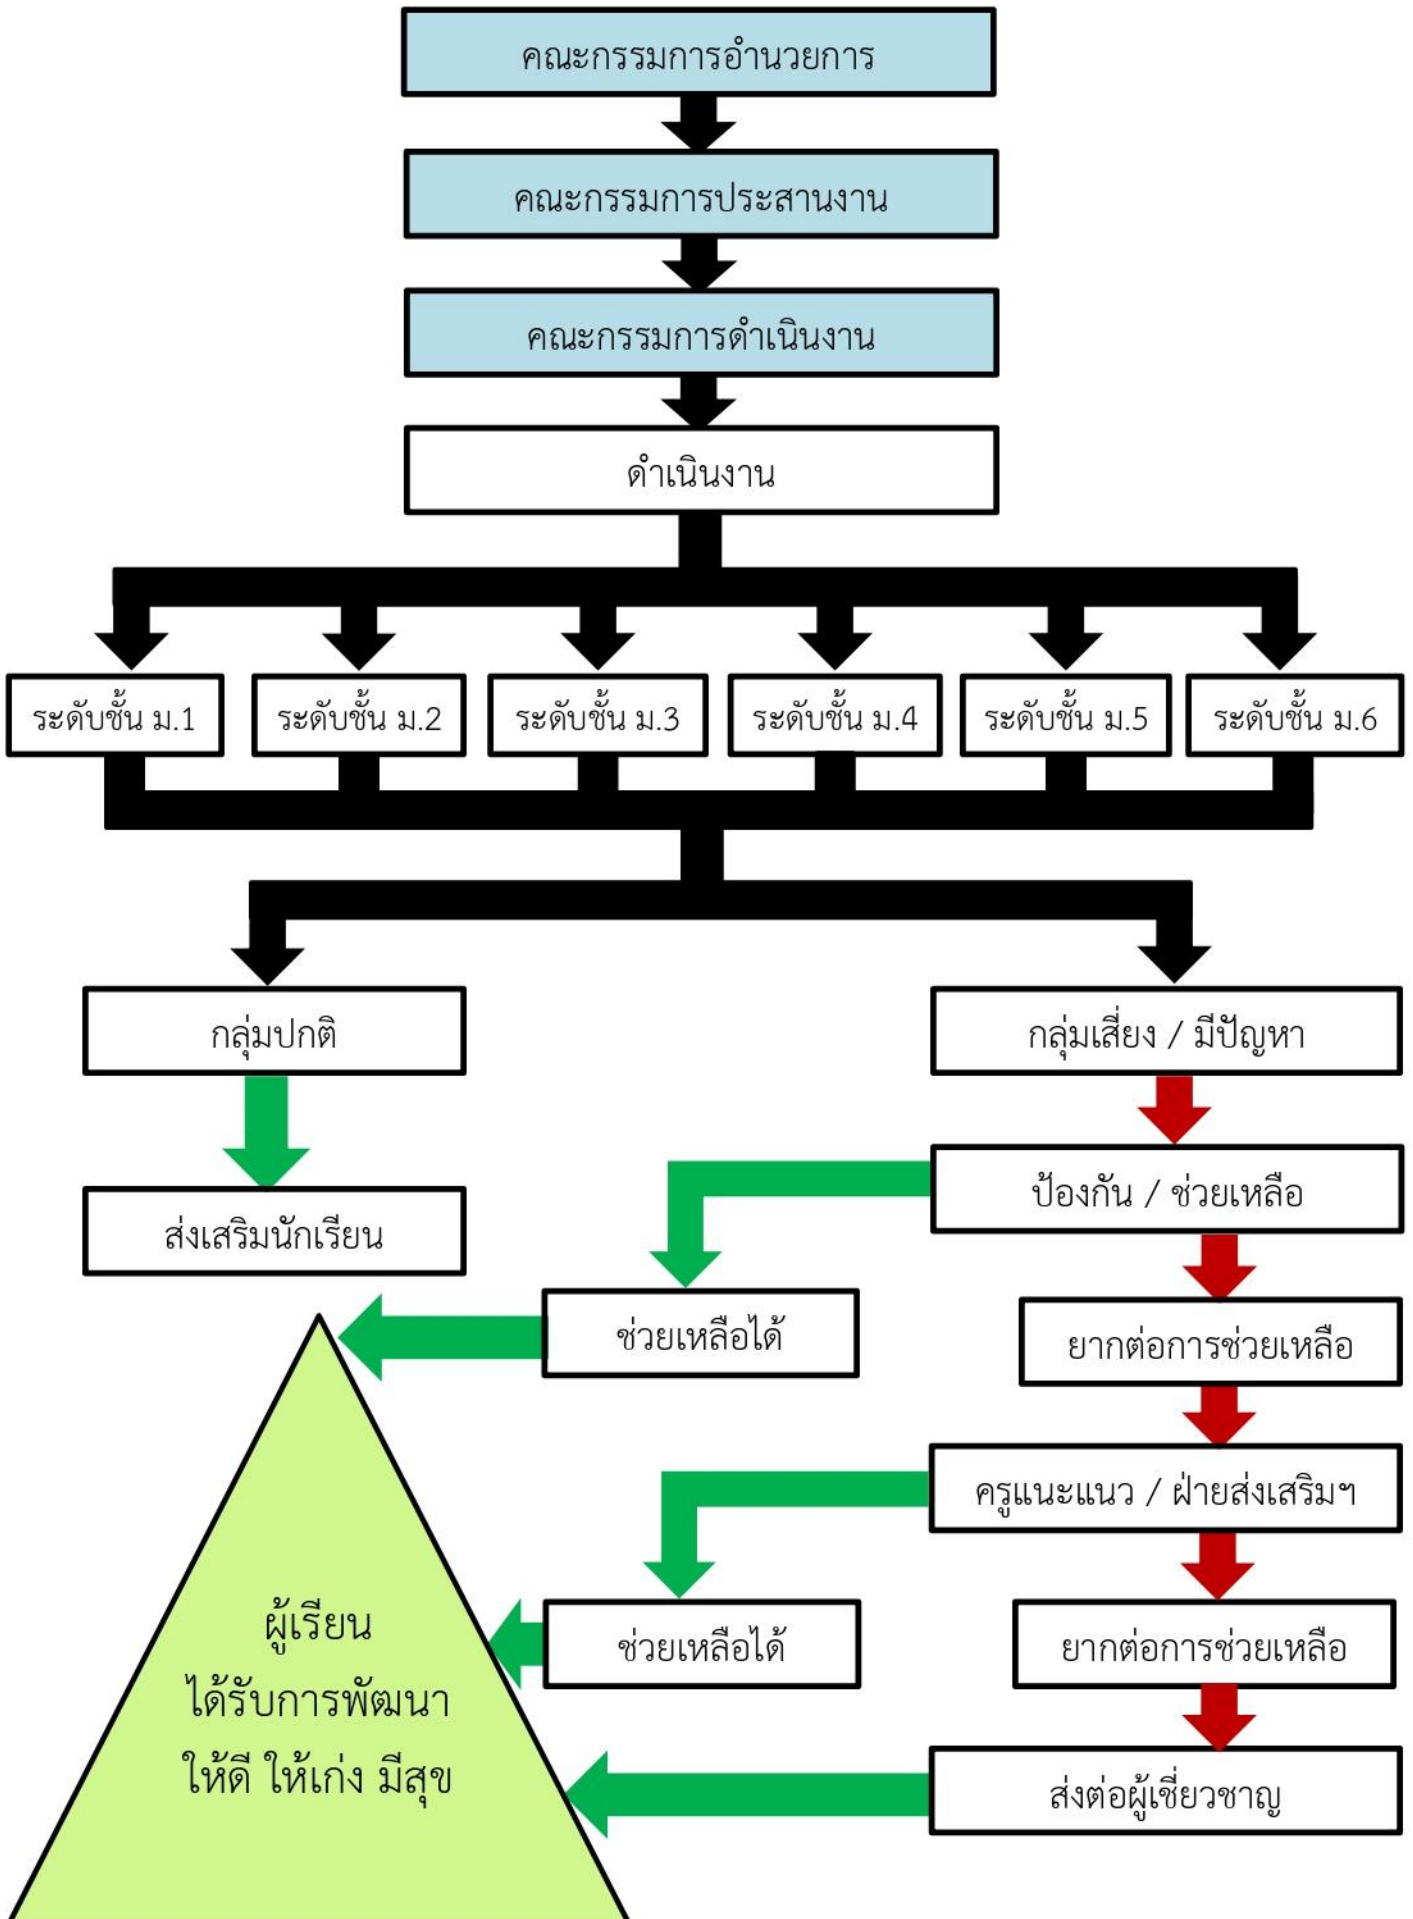 คณะกรรมการอำนวยการ
คณะกรรมการประสานงาน
คณะกรรมการดำเนินงาน
ดำเนินงาน
ระดับชั้น ม.1
ระดับชั้น ม.2
ระดับชั้น ม.3
ระดับชั้น ม.4
ระดับชั้น ม.5
ระดับชั้น ม.6
กลุ่มปกติ
กลุ่มเสี่ยง / มีปัญหา
ป้องกัน / ช่วยเหลือ
ส่งเสริมนักเรียน
ช่วยเหลือได้
ยากต่อการช่วยเหลือ
ครูแนะแนว / ฝ่ายส่งเสริมฯ
ช่วยเหลือได้
ยากต่อการช่วยเหลือ
ส่งต่อผู้เชี่ยวชาญ
ผู้เรียน
ได้รับการพัฒนา
ให้ดี ให้เก่ง มีสุข